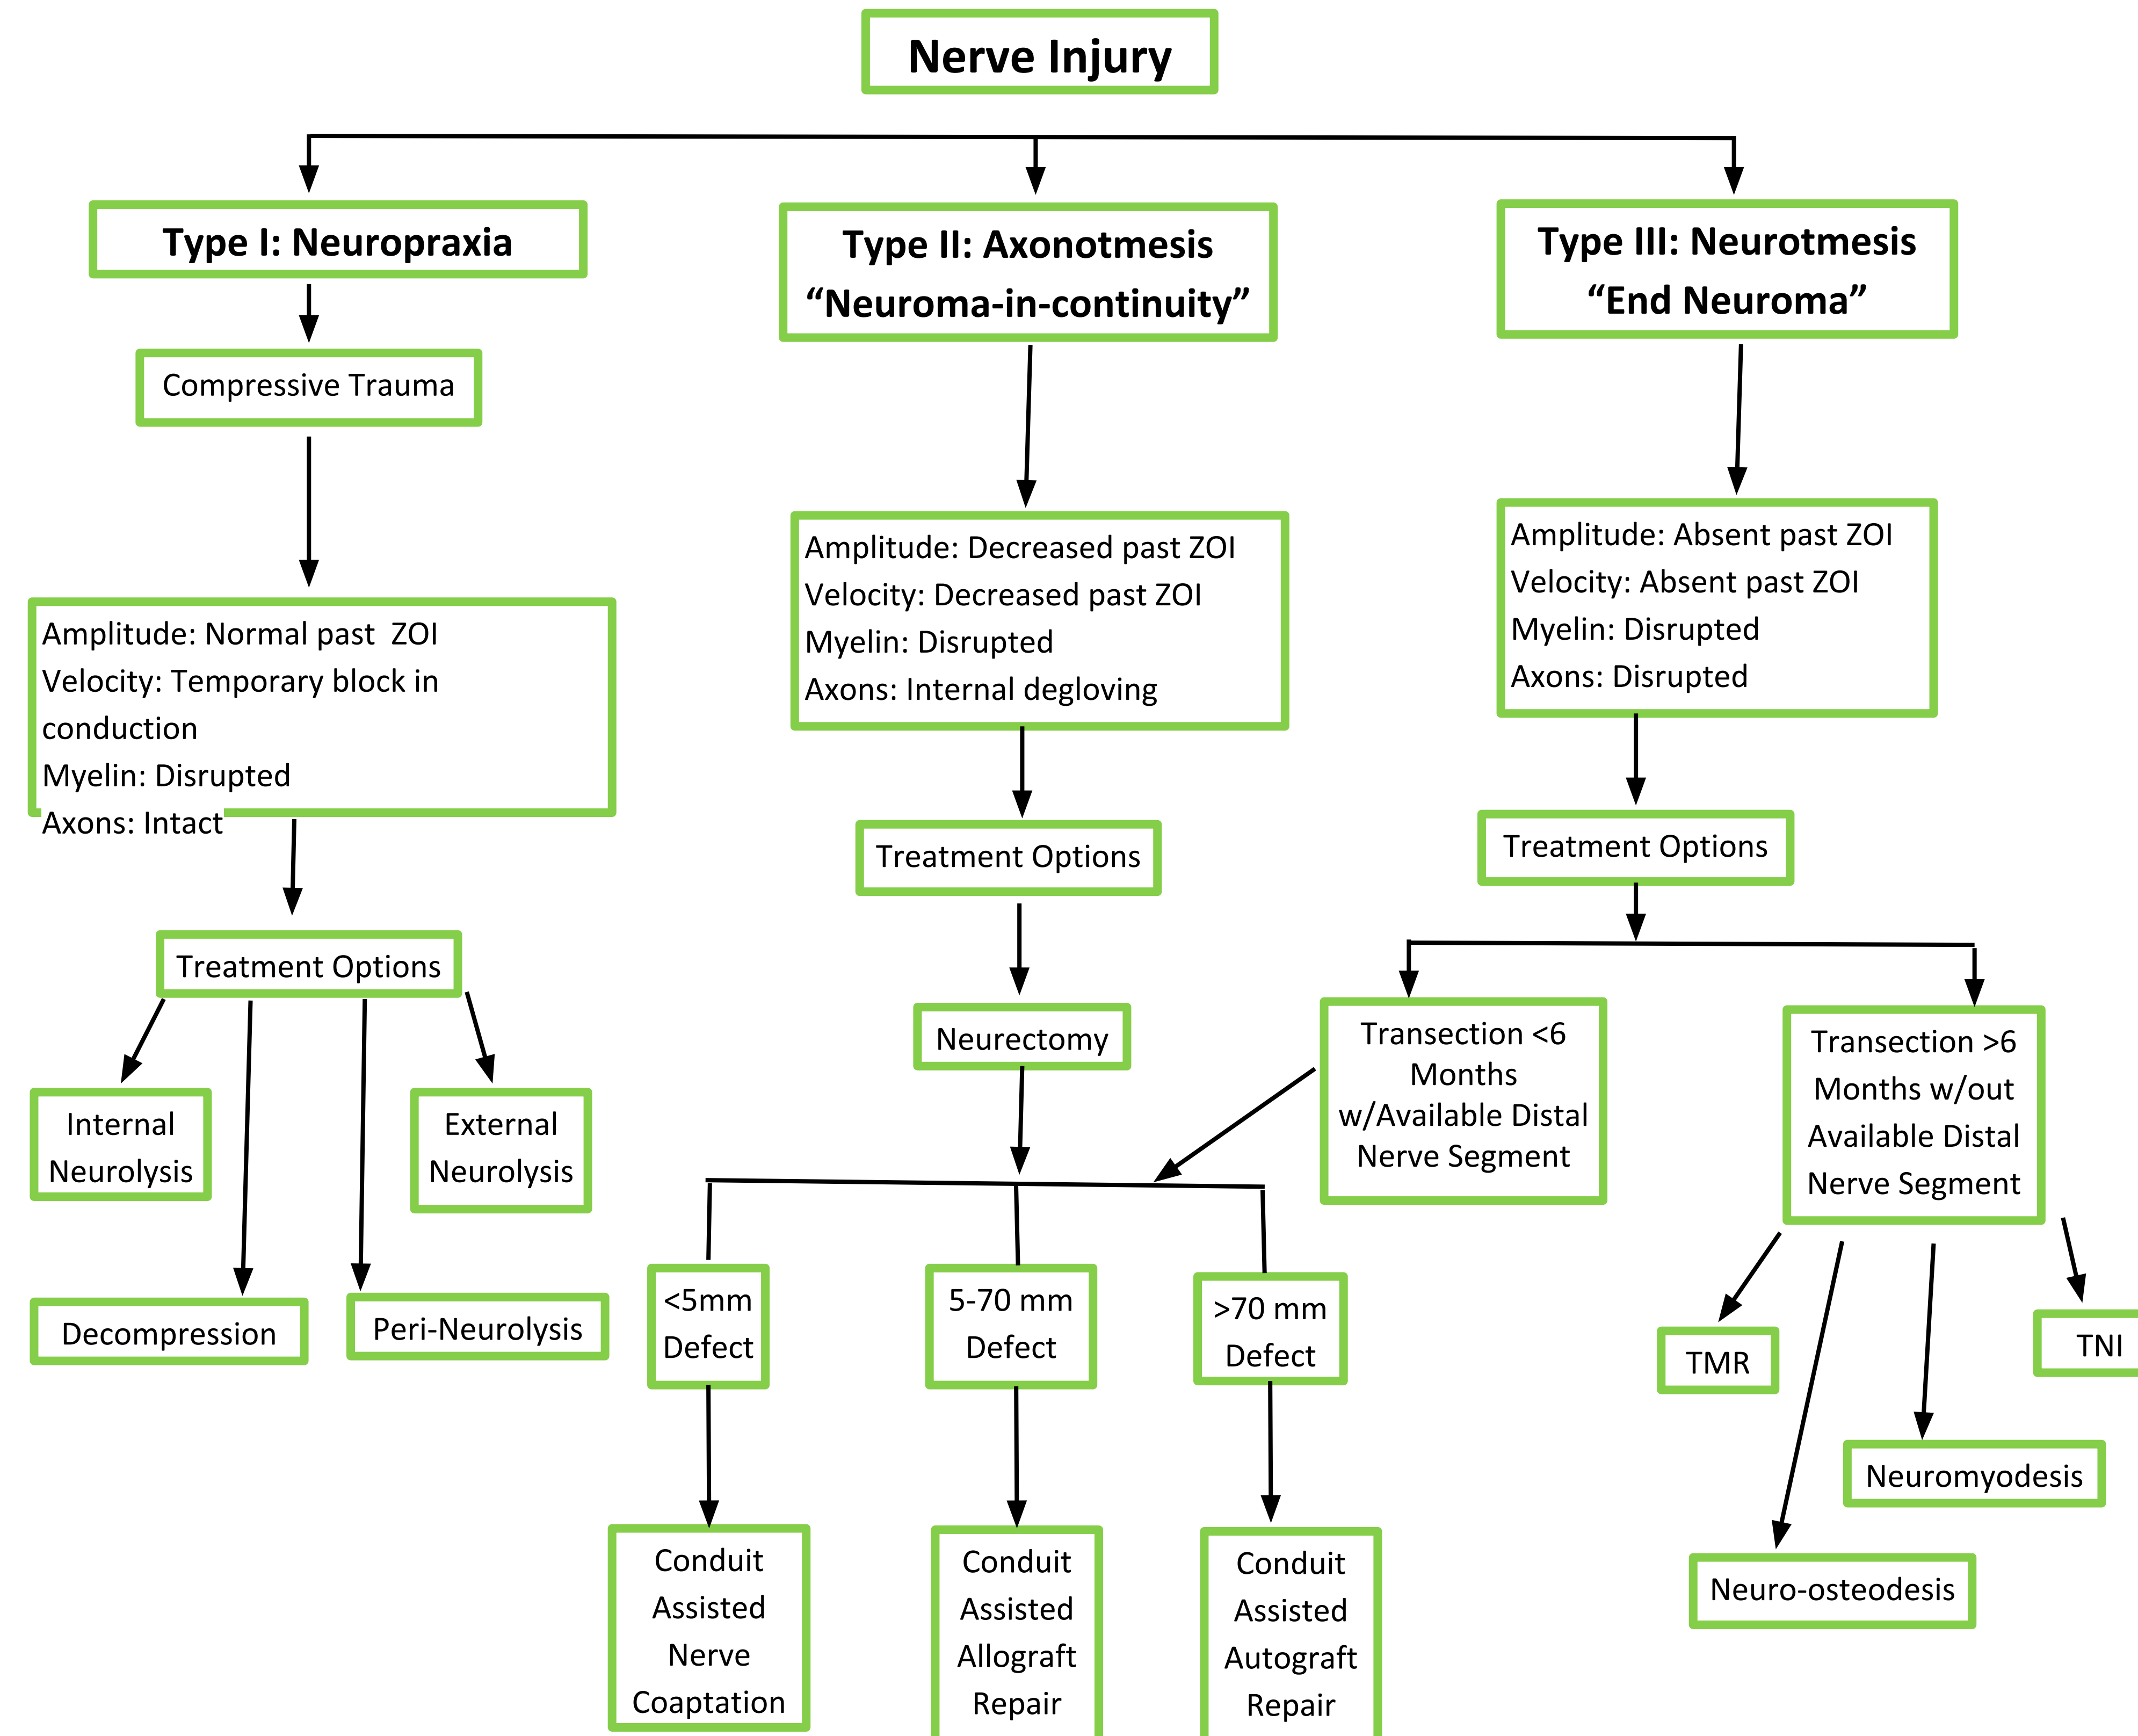 Nerve Injury
Type I: Neuropraxia
Compressive Trauma
Amplitude: Normal past  ZOI
Velocity: Temporary block in
conduction
Myelin: Disrupted
Axons: Intact
Treatment Options
Internal
Neurolysis
External
Neurolysis
Decompression
Peri-Neurolysis
Type II: Axonotmesis
“Neuroma-in-continuity”
Amplitude: Decreased past ZOI
Velocity: Decreased past ZOI
Myelin: Disrupted
Axons: Internal degloving
Treatment Options
Neurectomy
<5mm
Defect
5-70 mm
Defect
>70 mm
Defect
Conduit
Assisted
Nerve
Coaptation
Conduit
Assisted
Allograft
Repair
Conduit
Assisted
Autograft
Repair
Type III: Neurotmesis
“End Neuroma”
Amplitude: Absent past ZOI
Velocity: Absent past ZOI
Myelin: Disrupted
Axons: Disrupted
Treatment Options
Transection <6
Months
w/Available Distal
Nerve Segment
Transection >6
Months w/out
Available Distal
Nerve Segment
TMR
TNI
Neuromyodesis
Neuro-osteodesis